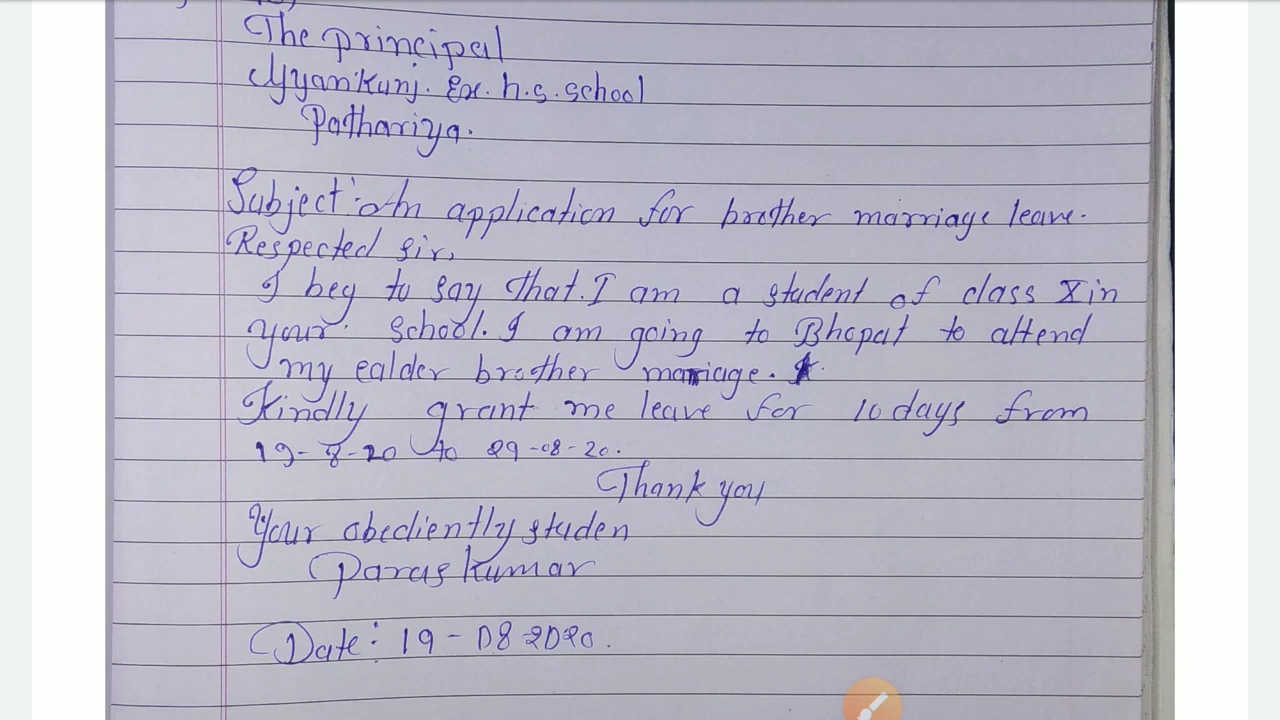 The principal
Gyankunj. Ex. h.s. school
Pathariya.
Subject:- An application for brother marriage leave.
Respected sir,
I beg to say that. I am a student of class X in
your school. I am going to Bhopal to attend
my ealder brother marriage.
Kindly grant me leave for 10 days from
19-8-20 to 29-08-20.
Thank you
Your obediently studen
Paras kumar
Date: 19-08-2020.